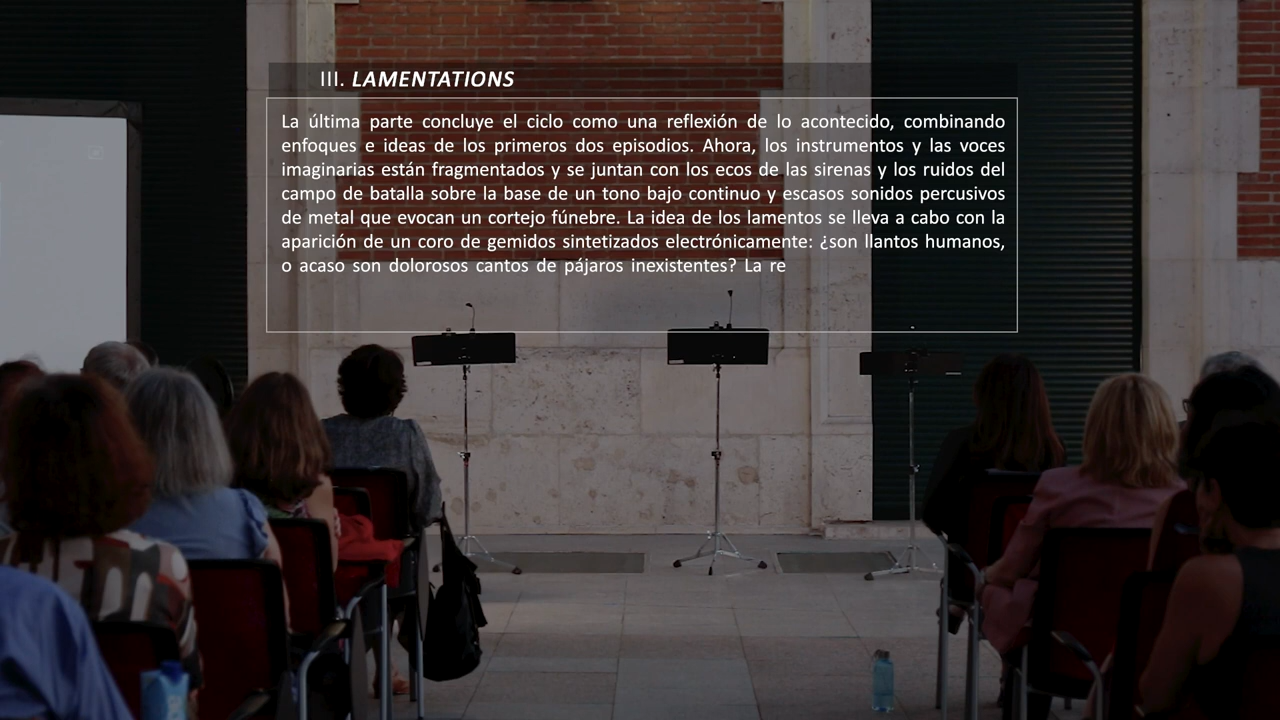 III. LAMENTATIONS
La última parte concluye el ciclo como una reflexión de lo acontecido, combinando
enfoques e ideas de los primeros dos episodios. Ahora, los instrumentos y las voces
imaginarias están fragmentados y se juntan con los ecos de las sirenas y los ruidos del
campo de batalla sobre la base de un tono bajo continuo y escasos sonidos percusivos
de metal que evocan un cortejo fúnebre. La idea de los lamentos se lleva a cabo con la
aparición de un coro de gemidos sintetizados electrónicamente: ¿son llantos humanos,
o acaso son dolorosos cantos de pájaros inexistentes? La re